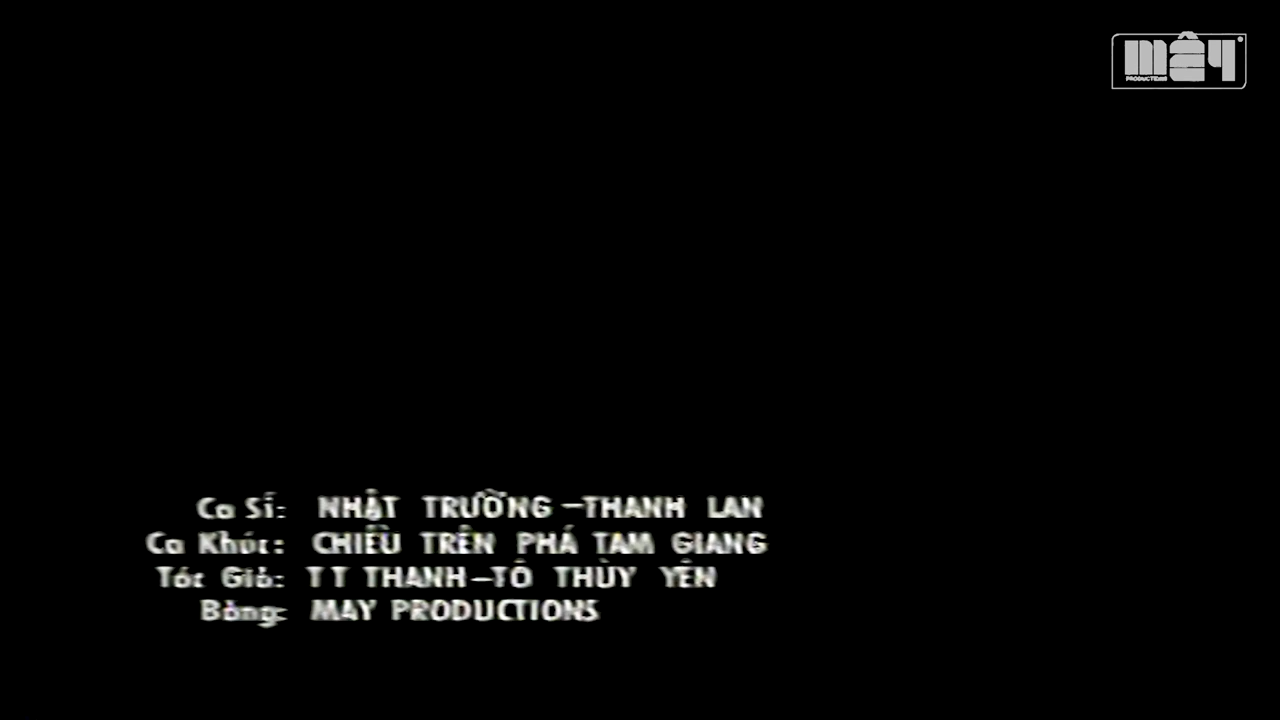 mây
PRODUCTIONS
Ca Sĩ: NHẬT TRƯỜNG - THANH LAN
Ca Khúc: CHIỀU TRÊN PHÁ TAM GIANG
Tác Giả: T T THANH - TÔ THÙY YÊN
Băng: MAY PRODUCTIONS